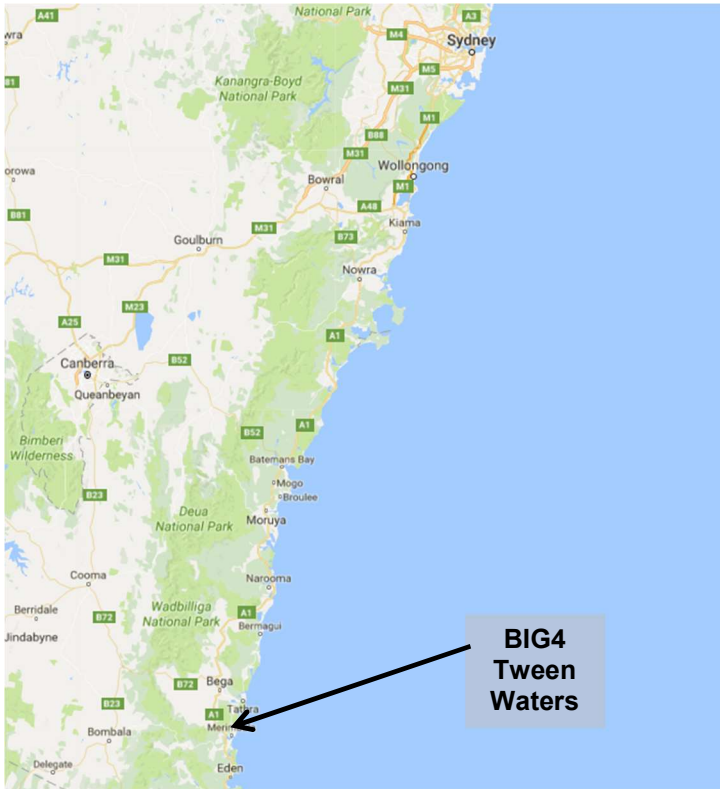 National Park
A41
A3
M4
Sydney
Kanangra-Boyd
National Park
M5
M31
M1
B88
M31
Wollongong
Bowral
M1
A48
B81
Kiama
M31
Goulburn
B73
M31
Nowra
M23
A25
A1
Canberra
B52
Queanbeyan
A1
B52
Bimberi
Wilderness
Batemans Bay
Mogo
B23
Broulee
Deua
National Park
Moruya
Cooma
Narooma
Berridale
Wadbilliga
National Park
A1
B72
Bermagui
Jindabyne
BIG4
Tween
Waters
B72
Bega
B23
Tathra
A1
Bombala
Eden
Delegate